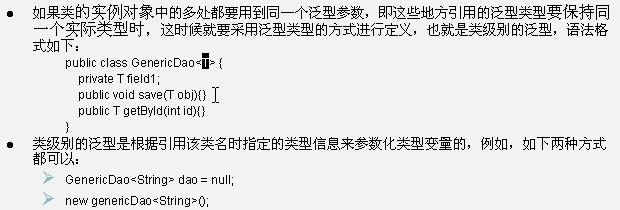 如果类的实例对象中的多处都要用到同一个泛型参数，即这些地方引用的泛型类型要保持同
一个实际类型时，这时候就要采用泛型类型的方式进行定义，也就是类级别的泛型，语法格
式如下：
public class GenericDao<T> {
private T field1;
public void save(T obj){}
public T getById(int id){}
}
类级别的泛型是根据引用该类名时指定的类型信息来参数化类型变量的，例如，如下两种方式
都可以：
GenericDao<String> dao = null;
new genericDao<String>();